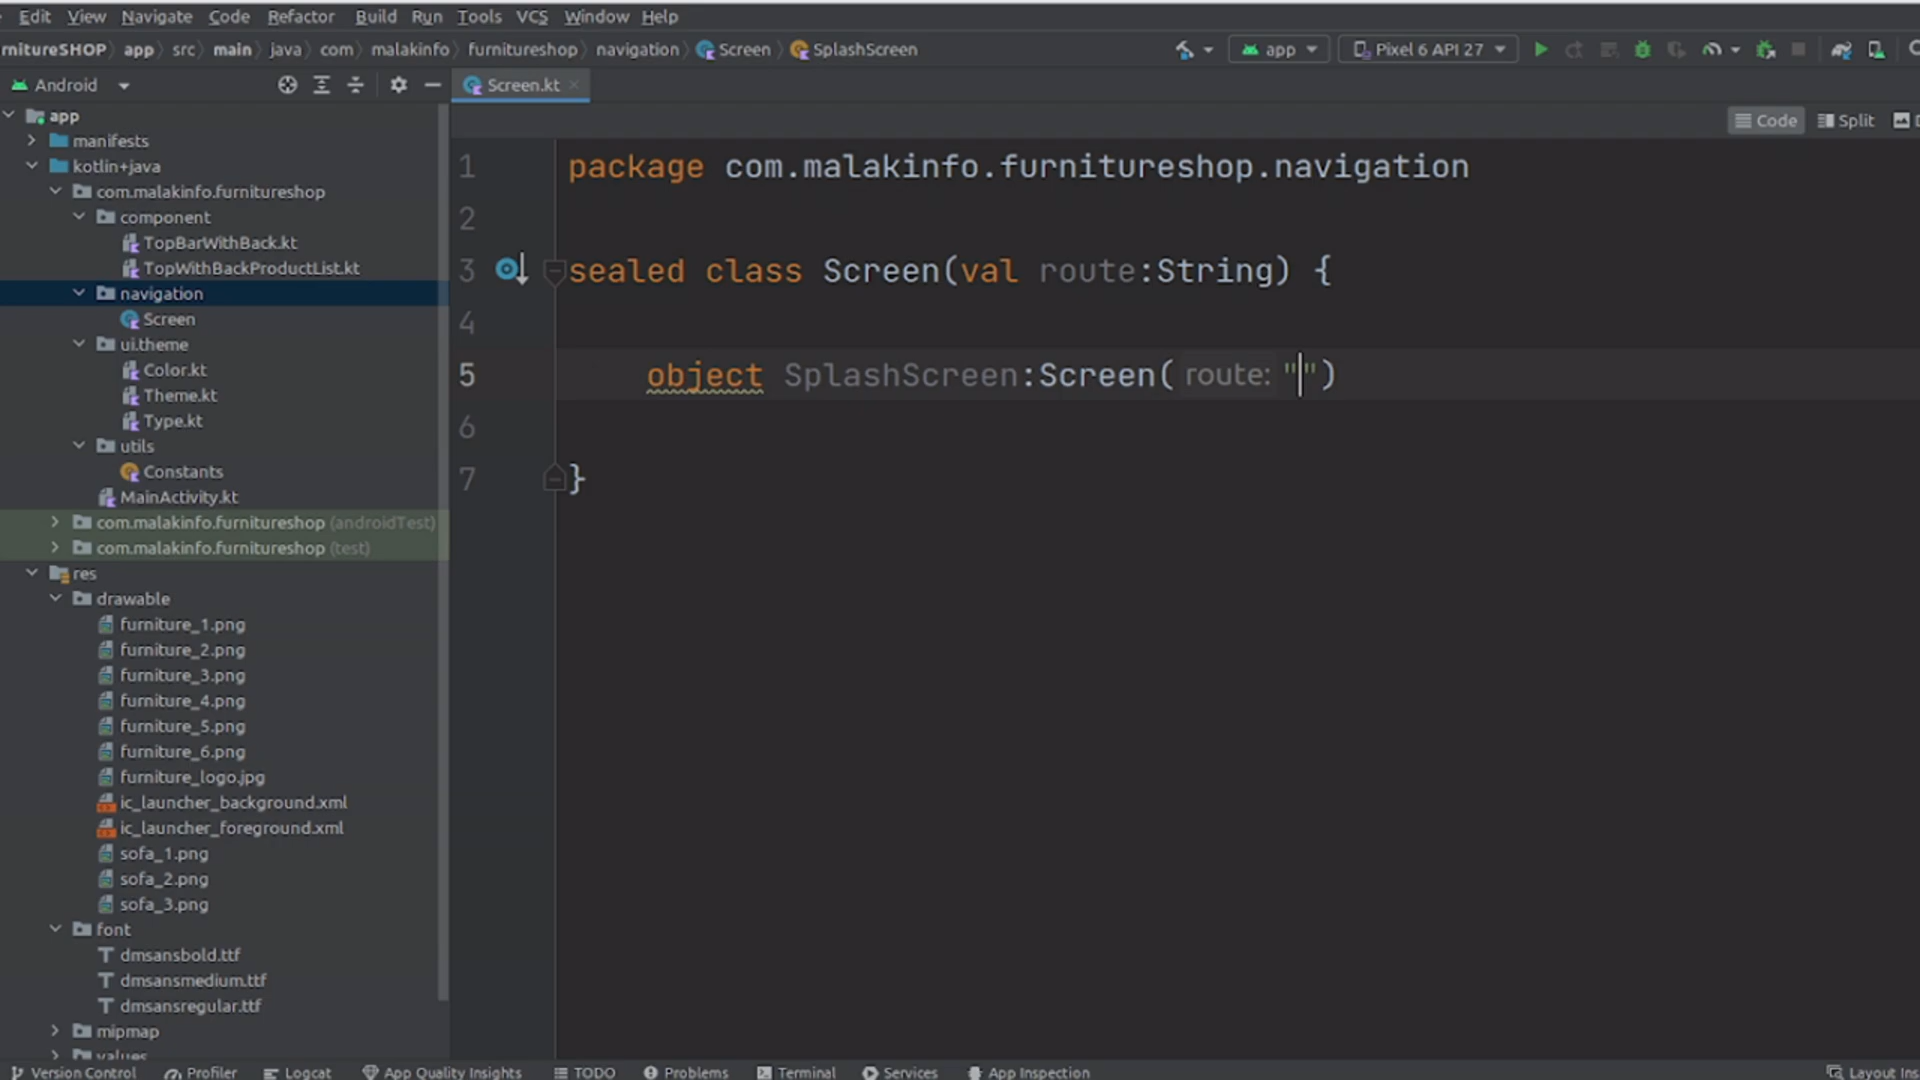 Edit View Navigate Code Refactor Build Run Tools VCS Window Help
rnitureSHOP app src main java com malakinfo furnitureshop navigation Screen SplashScreen app Pixel 6 API 27
Android Screen.kt
Code Split
app
manifests
kotlin+java
com.malakinfo.furnitureshop
component
TopBarWithBack.kt
TopWithBackProductList.kt
navigation
Screen
ui.theme
Color.kt
Theme.kt
Type.kt
utils
Constants
MainActivity.kt
com.malakinfo.furnitureshop (androidTest)
com.malakinfo.furnitureshop (test)
res
drawable
furniture_1.png
furniture_2.png
furniture_3.png
furniture_4.png
furniture_5.png
furniture_6.png
furniture_logo.jpg
ic_launcher_background.xml
ic_launcher_foreground.xml
sofa_1.png
sofa_2.png
sofa_3.png
font
dmsansbold.ttf
dmsansmedium.ttf
dmsansregular.ttf
mipmap
values
1 package com.malakinfo.furnitureshop.navigation
2
3 sealed class Screen(val route:String) {
4
5 object SplashScreen:Screen( route: "")
6
7 }
Version Control Profiler Logcat App Quality Insights TODO Problems Terminal Services App Inspection Layout Ins